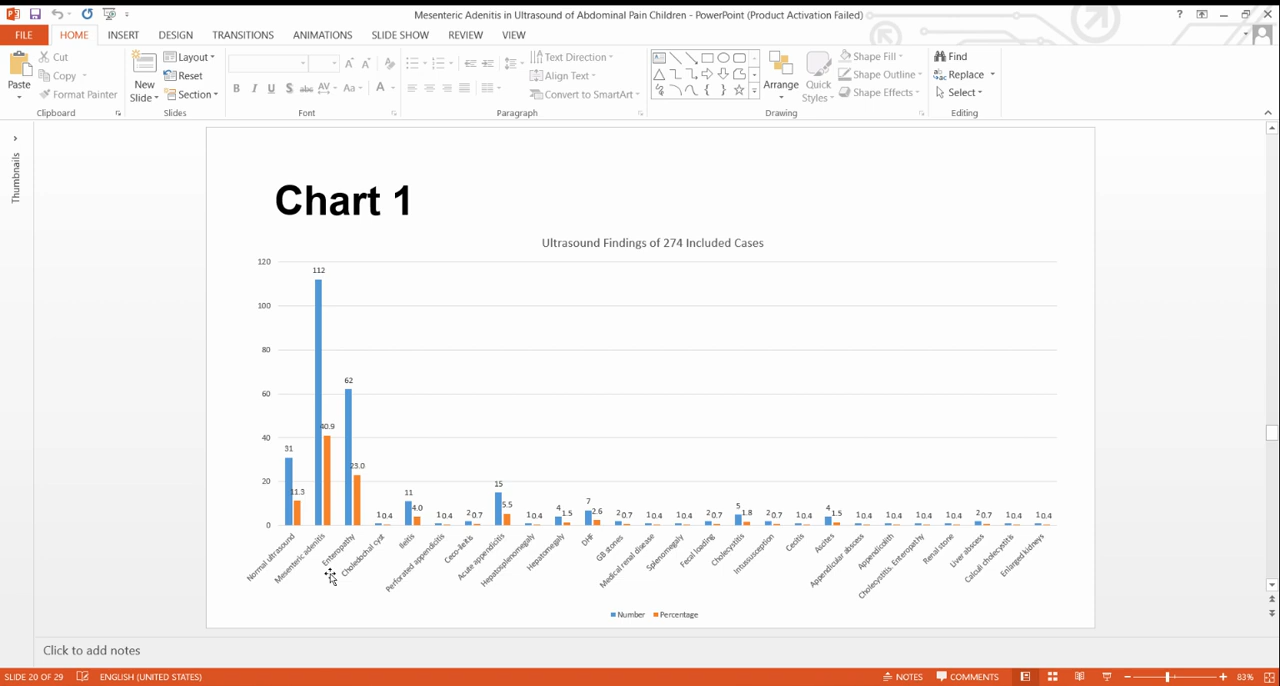 Mesenteric Adenitis in Ultrasound of Abdominal Pain Children - PowerPoint (Product Activation Failed)
FILE HOME INSERT DESIGN TRANSITIONS ANIMATIONS SLIDE SHOW REVIEW VIEW
Paste
Cut
Copy
Format Painter
Clipboard
New Slide
Layout
Reset
Section
Slides
Font
Text Direction
Align Text
Convert to SmartArt
Paragraph
Arrange
Quick Styles
Shape Fill
Shape Outline
Shape Effects
Drawing
Find
Replace
Select
Editing
Thumbnails
Chart 1
Ultrasound Findings of 274 Included Cases
120
100
80
60
40
20
0
31 11.3
112 40.9
62 23.0
1 0.4
11 4.0
1 0.4
2 0.7
15 5.5
1 0.4
4 1.5
7 2.6
2 0.7
1 0.4
1 0.4
2 0.7
5 1.8
2 0.7
1 0.4
4 1.5
1 0.4
1 0.4
1 0.4
1 0.4
2 0.7
1 0.4
1 0.4
Normal ultrasound
Mesenteric adenitis
Enteropathy
Choledochal cyst
Ileitis
Perforated appendicitis
Ceco-ileitis
Acute appendicitis
Hepatosplenomegaly
Hepatomegaly
DHF
GB stones
Medical renal disease
Splenomegaly
Fecal loading
Cholecystitis
Intussusception
Cecitis
Ascites
Appendicular abscess
Appendicolith
Cholecystitis. Enteropathy
Renal stone
Liver abscess
Calculi cholecystitis
Enlarged kidneys
Number Percentage
Click to add notes
SLIDE 20 OF 29 ENGLISH (UNITED STATES) NOTES COMMENTS 83%